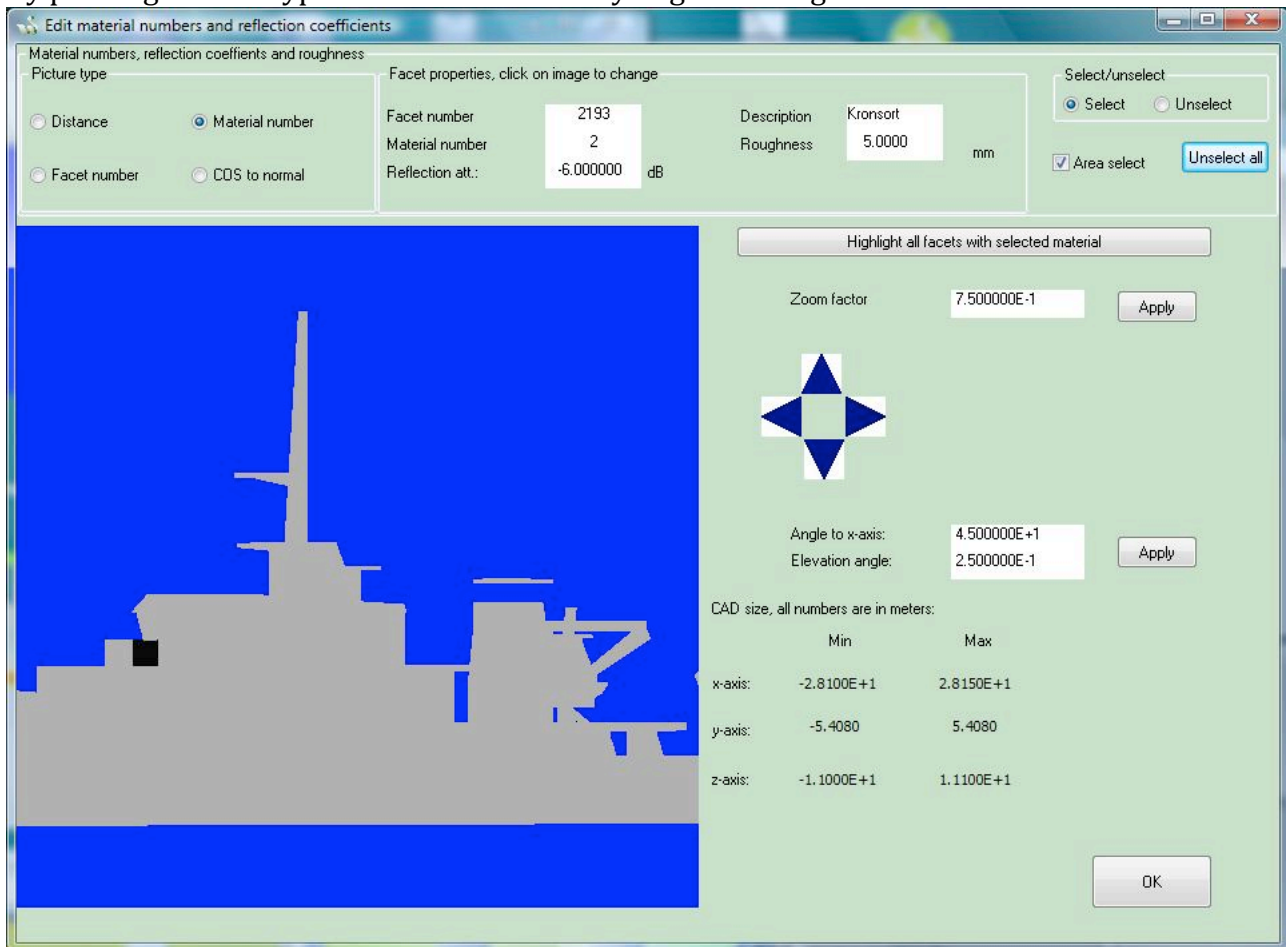 Edit material numbers and reflection coefficients
Material numbers, reflection coeffients and roughness
Picture type
Distance
Material number
Facet number
COS to normal
Facet properties, click on image to change
Facet number 2193
Material number 2
Reflection att.: -6.000000 dB
Description Kronsort
Roughness 5.0000 mm
Select/unselect
Select Unselect
Area select
Unselect all
Highlight all facets with selected material
Zoom factor 7.500000E-1 Apply
Angle to x-axis: 4.500000E+1
Elevation angle: 2.500000E-1
Apply
CAD size, all numbers are in meters:
Min Max
x-axis: -2.8100E+1 2.8150E+1
y-axis: -5.4080 5.4080
z-axis: -1.1000E+1 1.1100E+1
OK